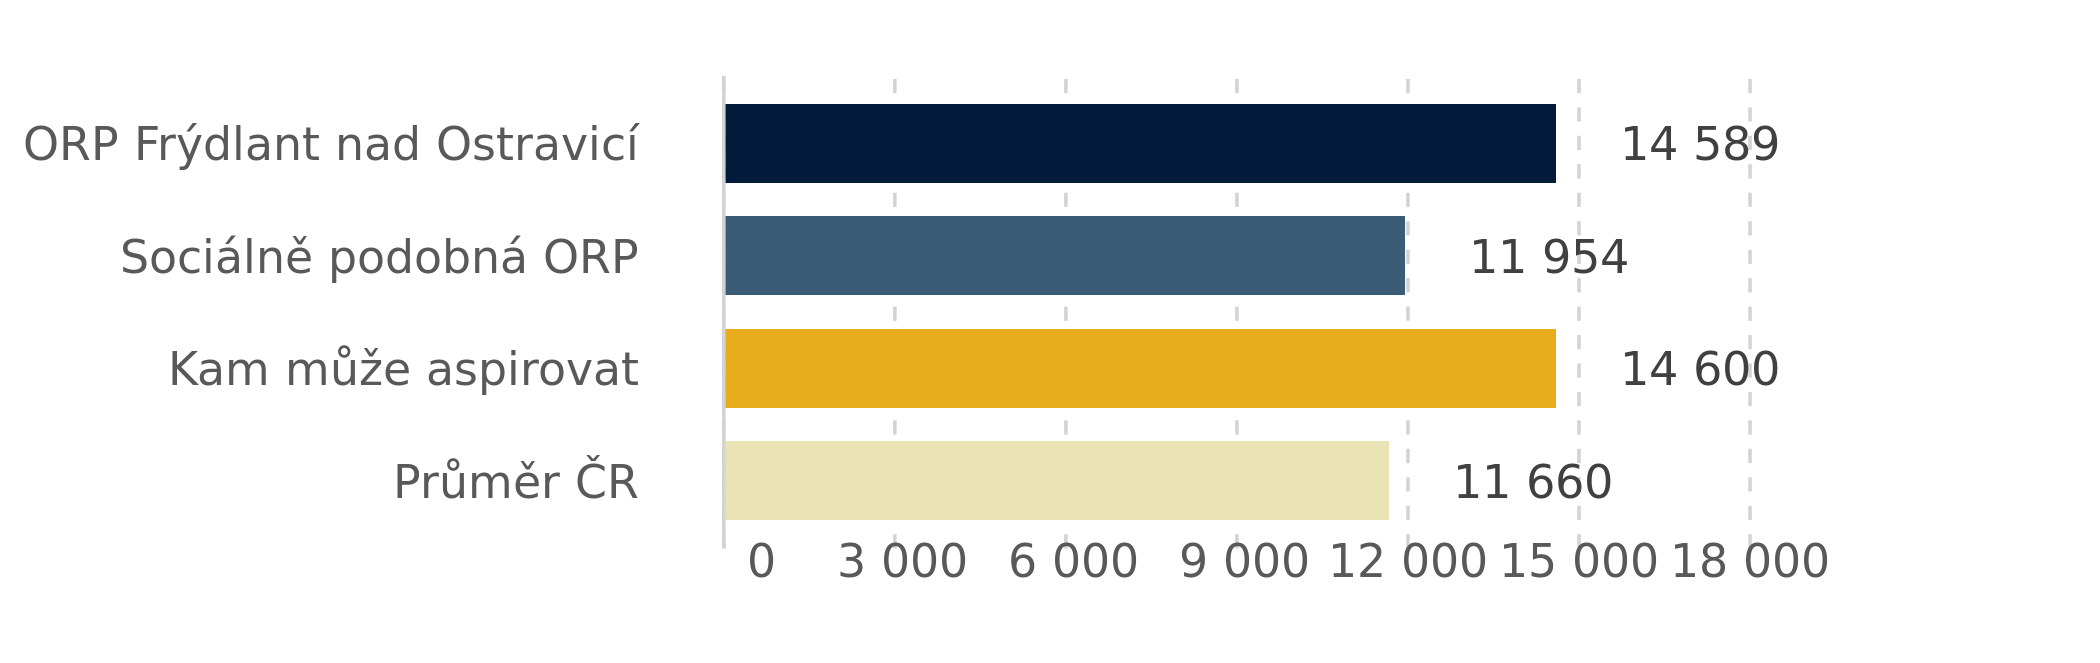 ORP Frýdlant nad Ostravicí 14 589
Sociálně podobná ORP 11 954
Kam může aspirovat 14 600
Průměr ČR 11 660
0 3 000 6 000 9 000 12 000 15 000 18 000